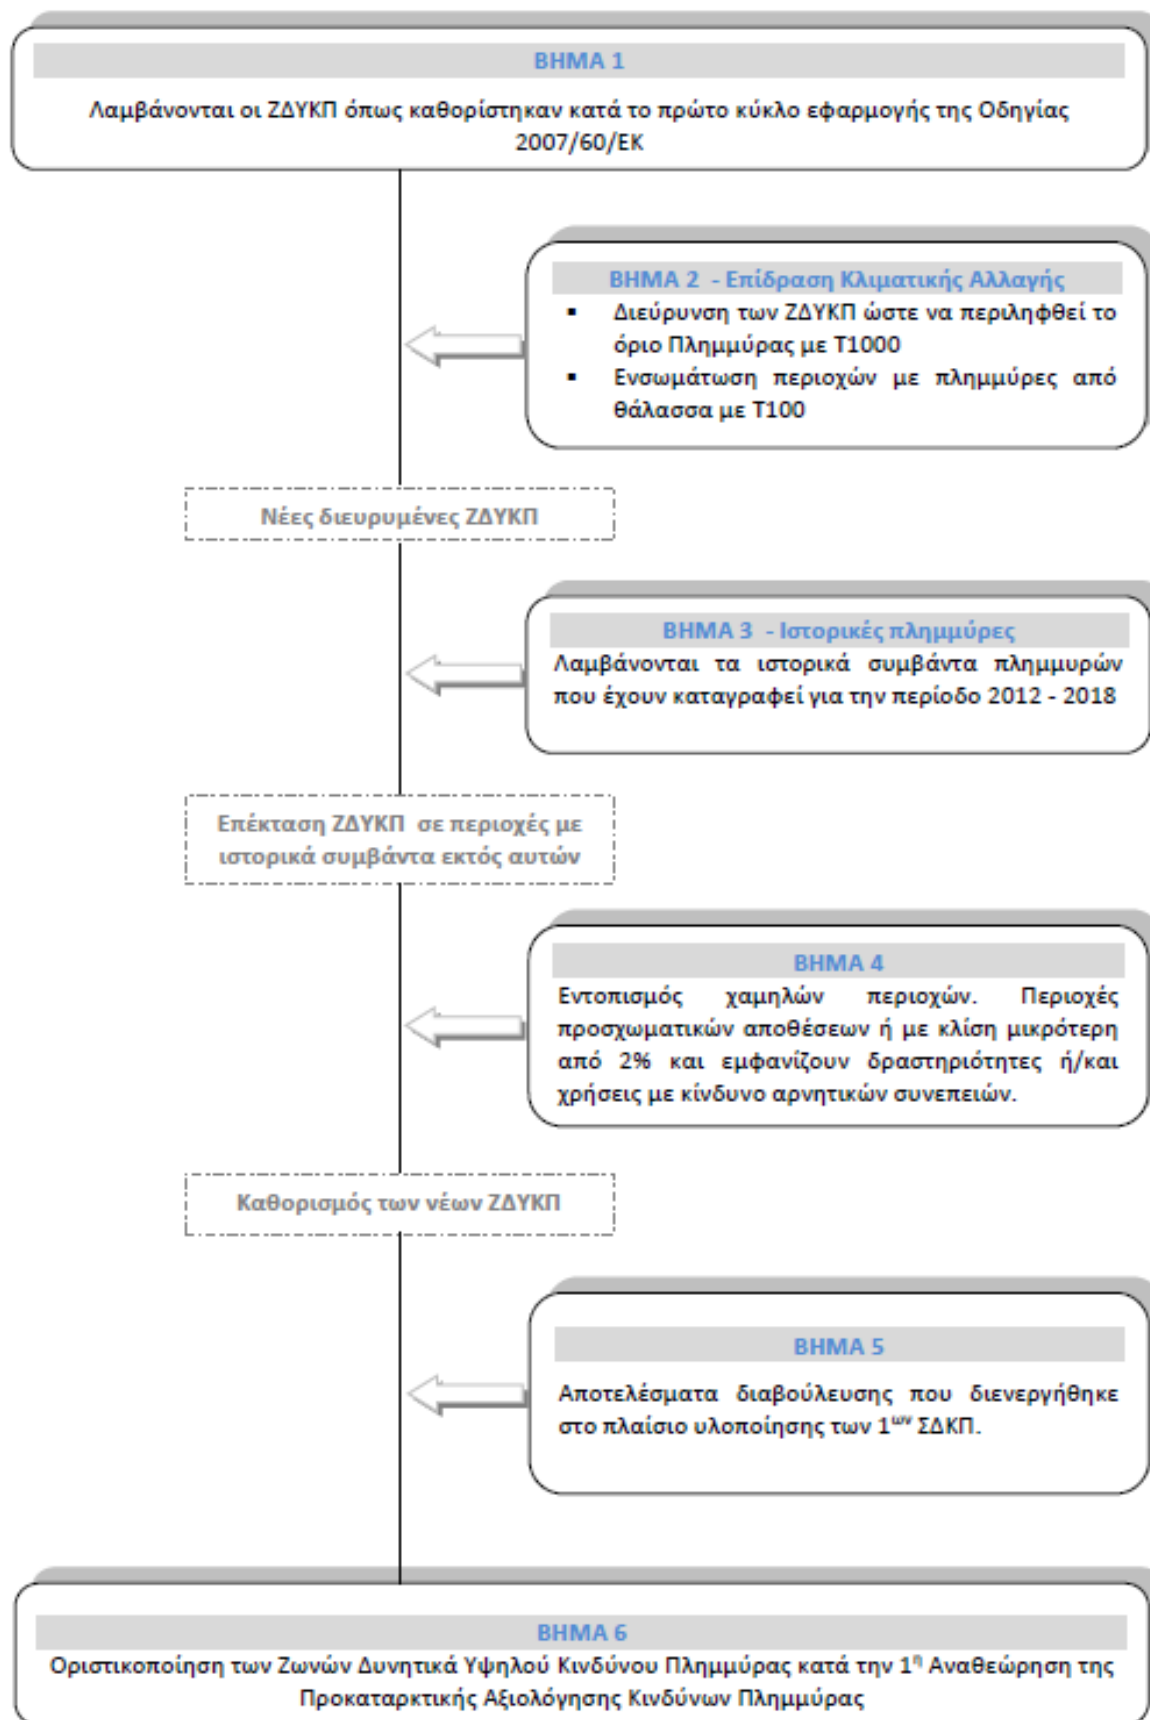 ΒΗΜΑ 1
Λαμβάνονται οι ΖΔΥΚΠ όπως καθορίστηκαν κατά το πρώτο κύκλο εφαρμογής της Οδηγίας
2007/60/ΕΚ
ΒΗΜΑ 2 - Επίδραση Κλιματικής Αλλαγής
▪ Διεύρυνση των ΖΔΥΚΠ ώστε να περιληφθεί το
όριο Πλημμύρας με Τ1000
▪ Ενσωμάτωση περιοχών με πλημμύρες από
θάλασσα με Τ100
Νέες διευρυμένες ΖΔΥΚΠ
ΒΗΜΑ 3 - Ιστορικές πλημμύρες
Λαμβάνονται τα ιστορικά συμβάντα πλημμυρών
που έχουν καταγραφεί για την περίοδο 2012 - 2018
Επέκταση ΖΔΥΚΠ σε περιοχές με
ιστορικά συμβάντα εκτός αυτών
ΒΗΜΑ 4
Εντοπισμός χαμηλών περιοχών. Περιοχές
προσχωματικών αποθέσεων ή με κλίση μικρότερη
από 2% και εμφανίζουν δραστηριότητες ή/και
χρήσεις με κίνδυνο αρνητικών συνεπειών.
Καθορισμός των νέων ΖΔΥΚΠ
ΒΗΜΑ 5
Αποτελέσματα διαβούλευσης που διενεργήθηκε
στο πλαίσιο υλοποίησης των 1ων ΣΔΚΠ.
ΒΗΜΑ 6
Οριστικοποίηση των Ζωνών Δυνητικά Υψηλού Κινδύνου Πλημμύρας κατά την 1η Αναθεώρηση της
Προκαταρκτικής Αξιολόγησης Κινδύνων Πλημμύρας